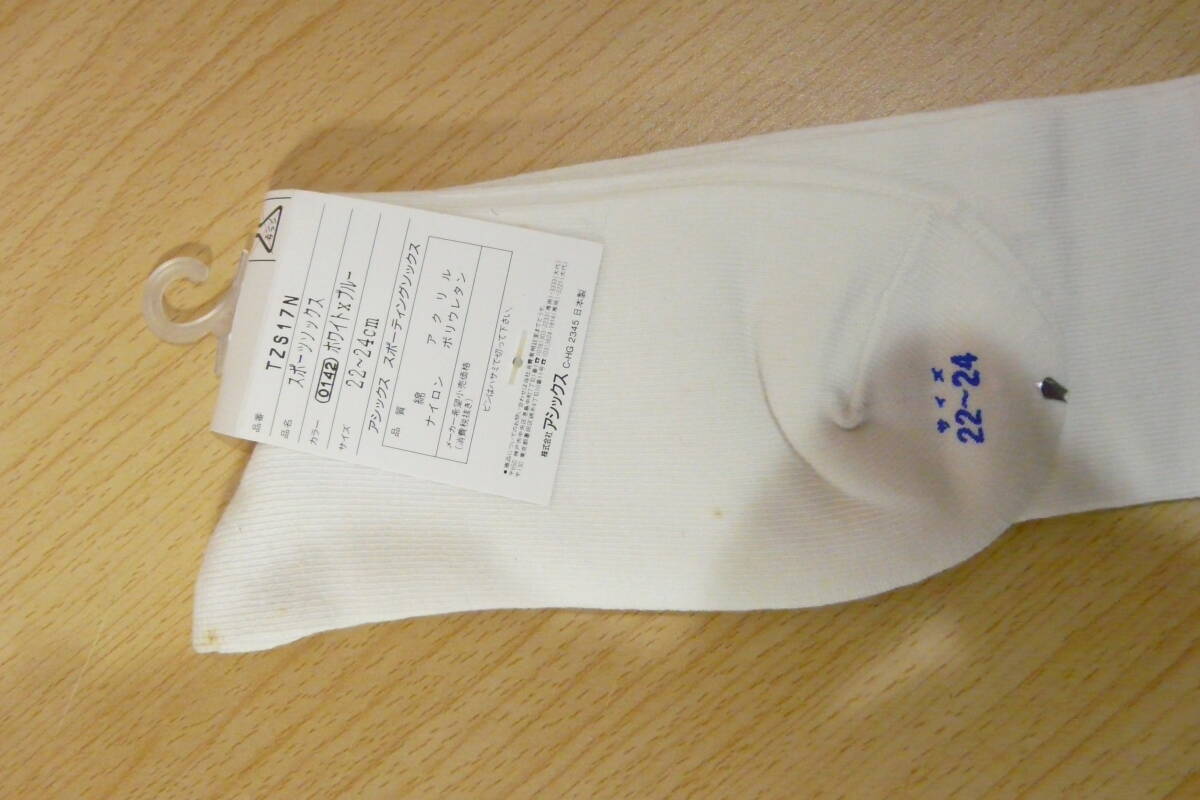 品番 TZS17N
品名 スポーツソックス
カラー 0142 ホワイトXブルー
サイズ 22~24cm
アシックス スポーティングソックス
品質 綿 アクリル
ナイロン ポリウレタン
メーカー希望小売価格
(消費税抜き)
ピンはハサミで切って下さい。
株式会社 アシックス C-HG 2345 日本製
サイズ
22~24